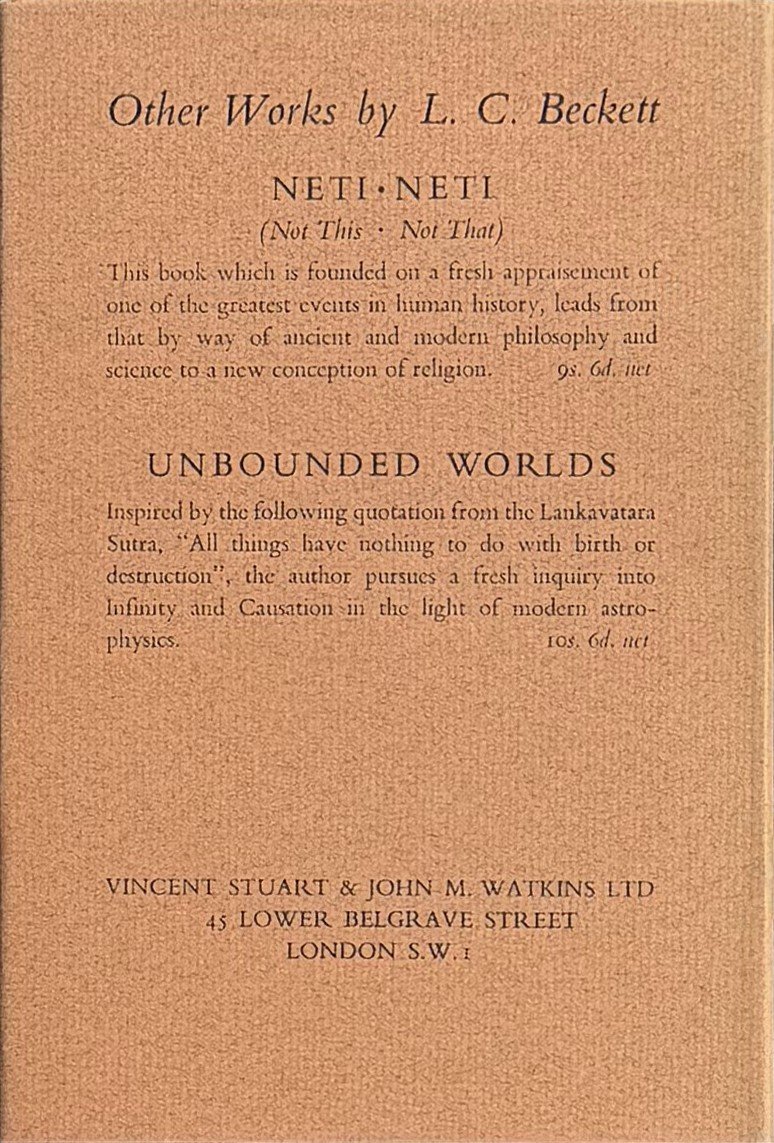 Other Works by L. C. Beckett
NETI · NETI
(Not This · Not That)
This book which is founded on a fresh appraisement of
one of the greatest events in human history, leads from
that by way of ancient and modern philosophy and
science to a new conception of religion. 9s. 6d. net
UNBOUNDED WORLDS
Inspired by the following quotation from the Lankavatara
Sutra, "All things have nothing to do with birth or
destruction", the author pursues a fresh inquiry into
Infinity and Causation in the light of modern astro-
physics. 10s. 6d. net
VINCENT STUART & JOHN M. WATKINS LTD
45 LOWER BELGRAVE STREET
LONDON S.W.1